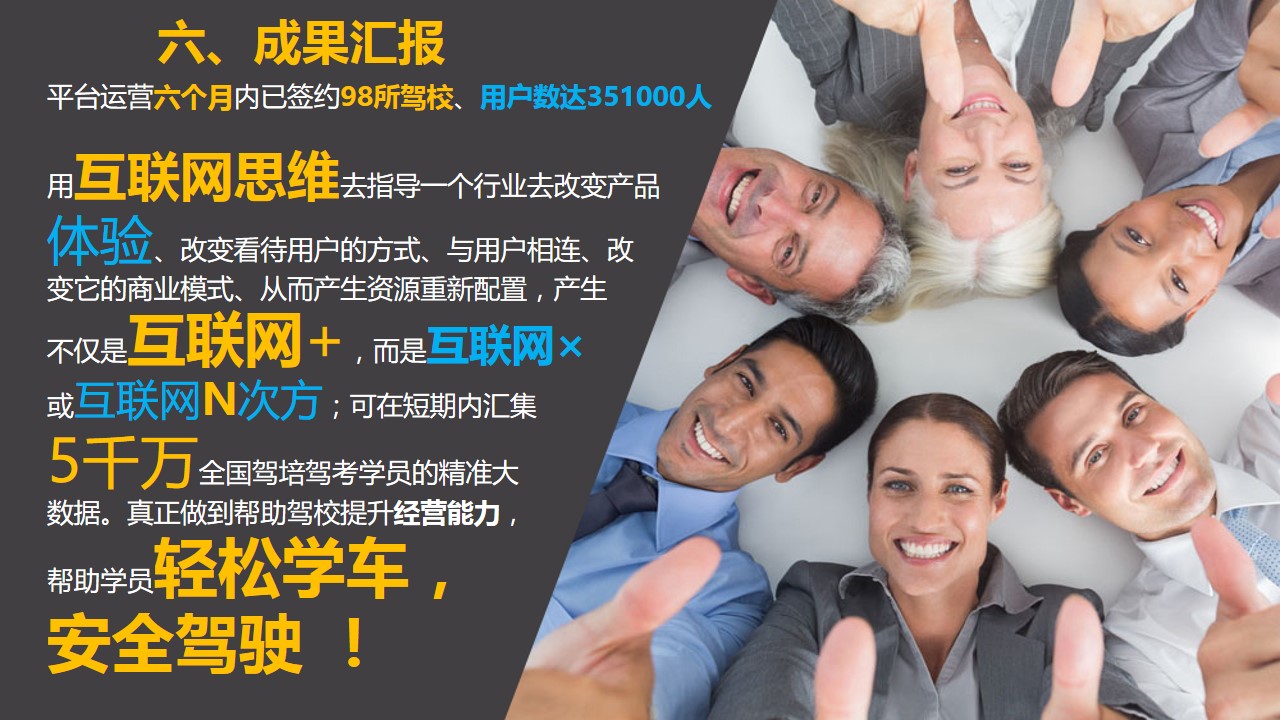 六、成果汇报
平台运营六个月内已签约98所驾校、用户数达351000人
用互联网思维去指导一个行业去改变产品
体验、改变看待用户的方式、与用户相连、改
变它的商业模式、从而产生资源重新配置，产生
不仅是互联网+，而是互联网×
或互联网N次方；可在短期内汇集
5千万全国驾培驾考学员的精准大
数据。真正做到帮助驾校提升经营能力，
帮助学员轻松学车，
安全驾驶 ！